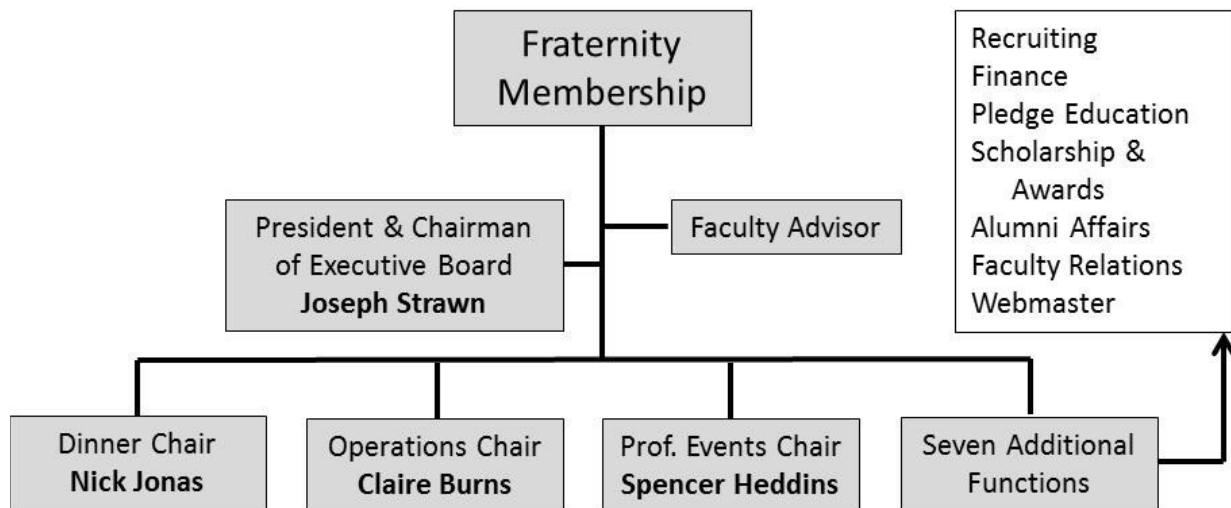 Fraternity
Membership
Recruiting
Finance
Pledge Education
Scholarship &
Awards
Alumni Affairs
Faculty Relations
Webmaster
President & Chairman
of Executive Board
Joseph Strawn
Faculty Advisor
Dinner Chair
Nick Jonas
Operations Chair
Claire Burns
Prof. Events Chair
Spencer Heddins
Seven Additional
Functions